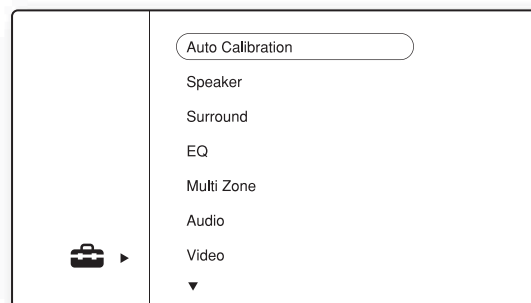 Auto Calibration
Speaker
Surround
EQ
Multi Zone
Audio
Video